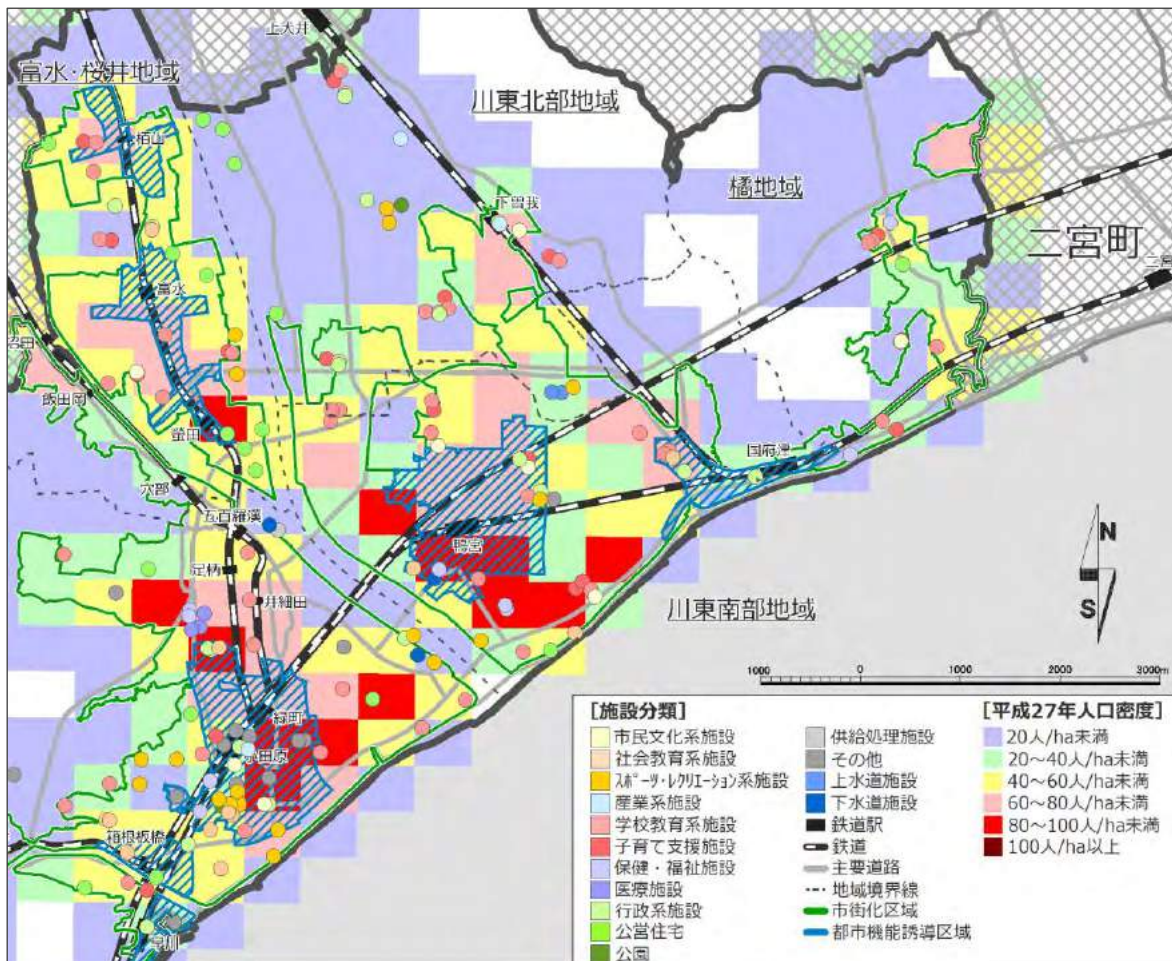 上大井
富水・桜井地域
川東北部地域
栢山
橘地域
下曽我
二宮町
富水
飯田岡
蛍田
国府津
穴部
五百羅漢
鴨宮
N
足柄
井細田
川東南部地域
S
1000 0 1000 2000 3000m
緑町
小田原
箱根板橋
早川
[施設分類]
市民文化系施設
社会教育系施設
スポーツ・レクリエーション系施設
産業系施設
学校教育系施設
子育て支援施設
保健・福祉施設
医療施設
行政系施設
公営住宅
公園
供給処理施設
その他
上水道施設
下水道施設
鉄道駅
鉄道
主要道路
地域境界線
市街化区域
都市機能誘導区域
[平成27年人口密度]
20人/ha未満
20～40人/ha未満
40～60人/ha未満
60～80人/ha未満
80～100人/ha未満
100人/ha以上